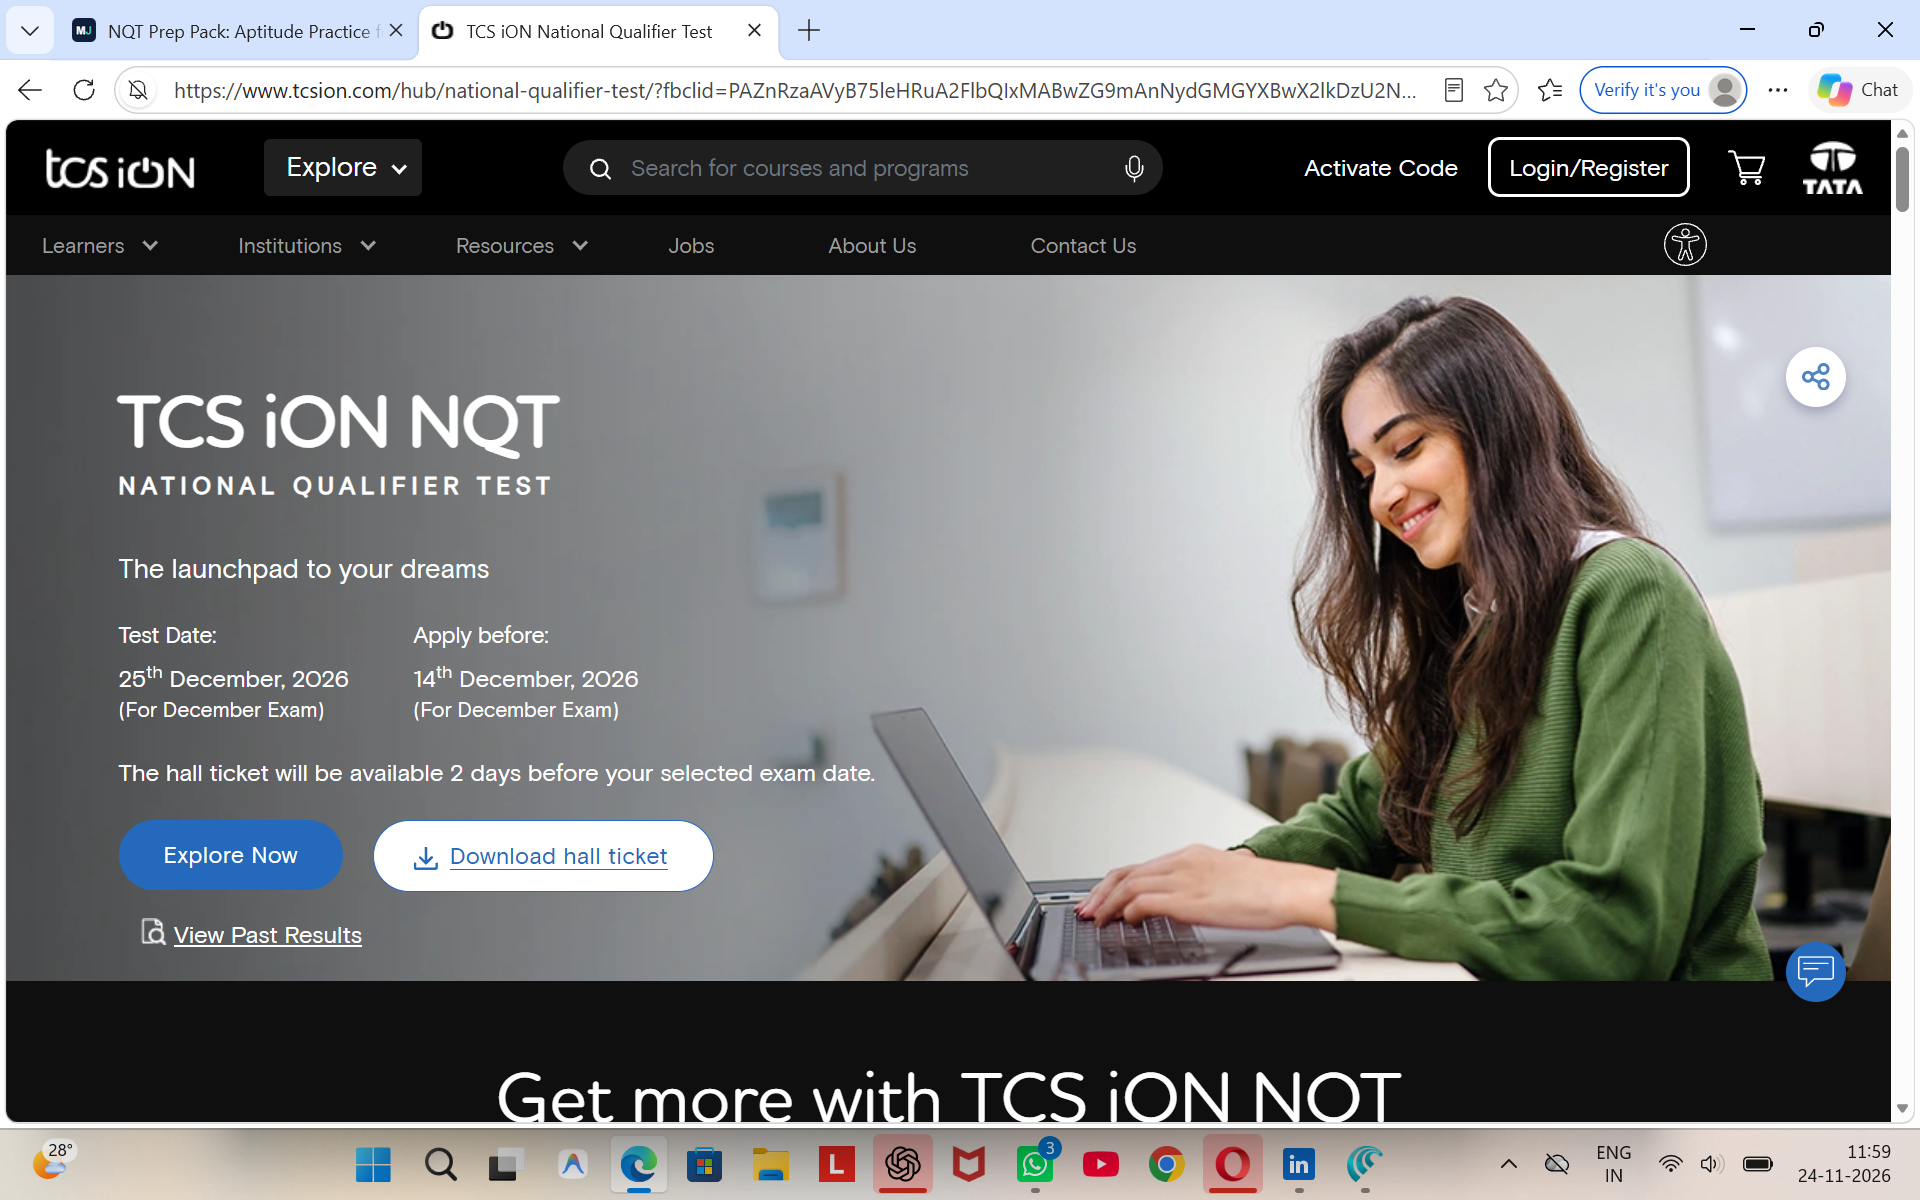 NQT Prep Pack: Aptitude Practice f
TCS iON National Qualifier Test
https://www.tcsion.com/hub/national-qualifier-test/?fbclid=PAZnRzaAVyB75leHRuA2FlbQIxMABwZG9mAnNydGMGYXBwX2lkDzU2N...
Verify it's you
Chat
tcs iON
Explore
Search for courses and programs
Activate Code
Login/Register
TATA
Learners
Institutions
Resources
Jobs
About Us
Contact Us
TCS iON NQT
NATIONAL QUALIFIER TEST
The launchpad to your dreams
Test Date:
Apply before:
25th December, 2026
14th December, 2026
(For December Exam)
(For December Exam)
The hall ticket will be available 2 days before your selected exam date.
Explore Now
Download hall ticket
View Past Results
Get more with TCS iON NQT
28°
L
3
in
ENG
IN
11:59
24-11-2026